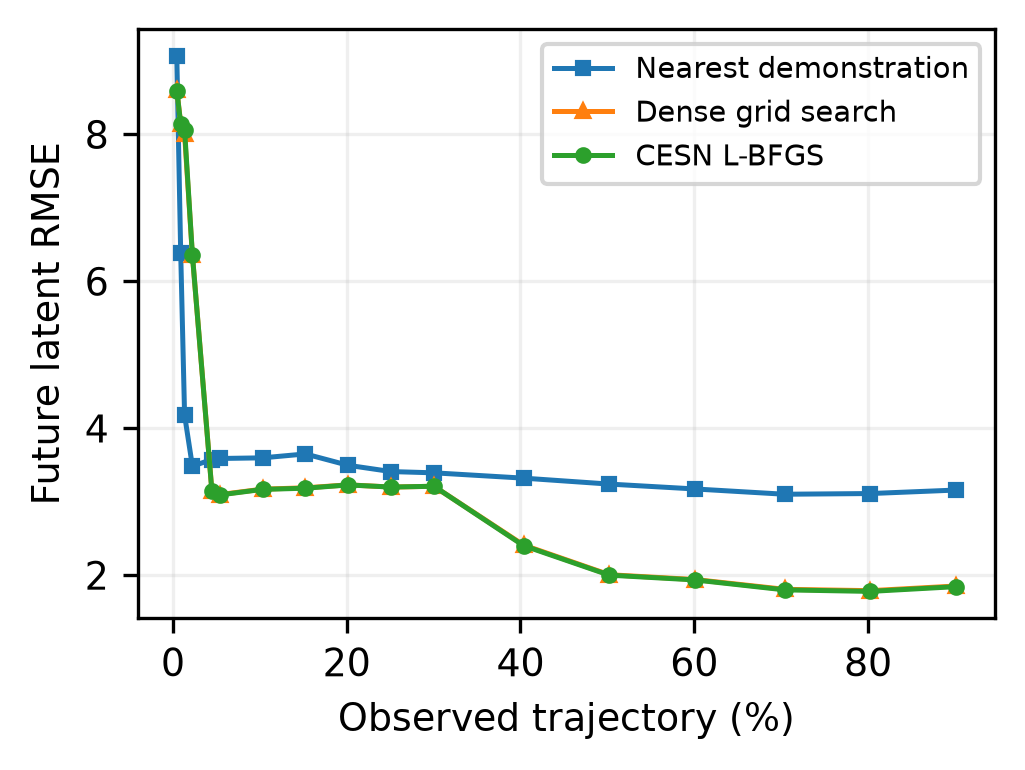 Nearest demonstration
Dense grid search
CESN L-BFGS
Future latent RMSE
8
6
4
2
0 20 40 60 80
Observed trajectory (%)